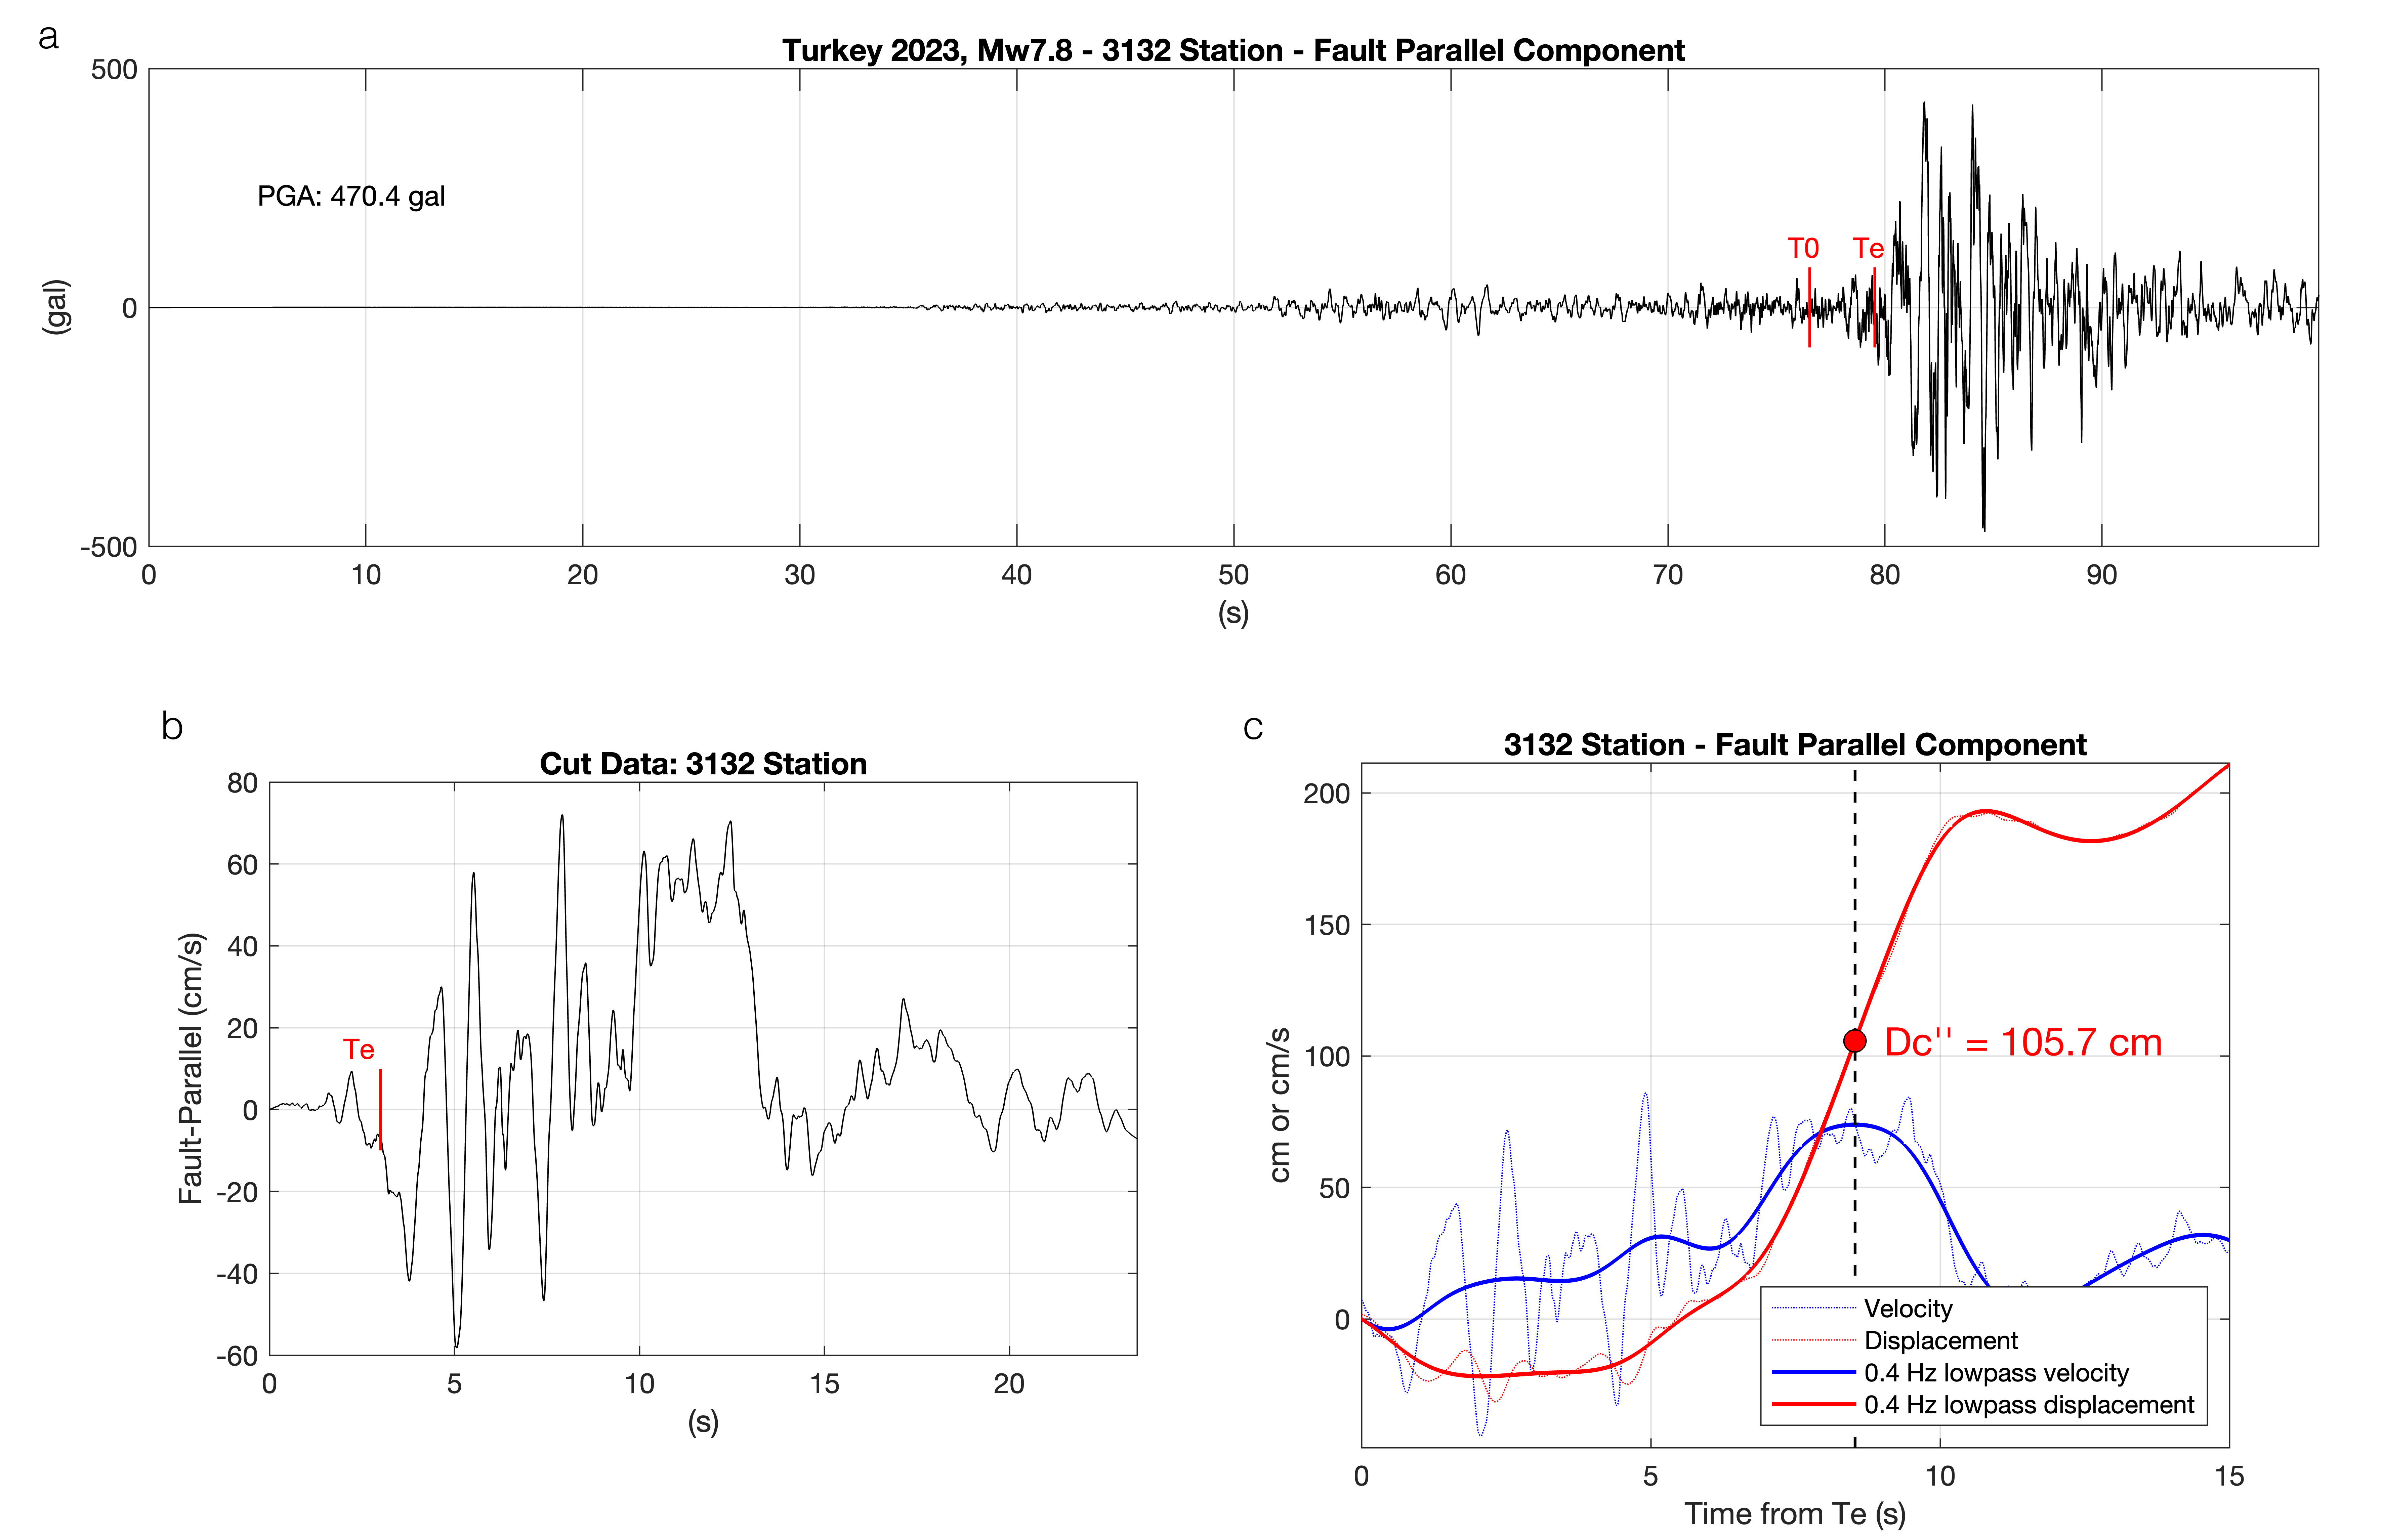 a
Turkey 2023, Mw7.8 - 3132 Station - Fault Parallel Component
500
0
-500
(gal)
PGA: 470.4 gal
T0 Te
0 10 20 30 40 50 60 70 80 90
(s)
b
Cut Data: 3132 Station
80
60
40
20
0
-20
-40
-60
Fault-Parallel (cm/s)
Te
0 5 10 15 20
(s)
c
3132 Station - Fault Parallel Component
200
150
100
50
0
cm or cm/s
Dc'' = 105.7 cm
Velocity
Displacement
0.4 Hz lowpass velocity
0.4 Hz lowpass displacement
0 5 10 15
Time from Te (s)